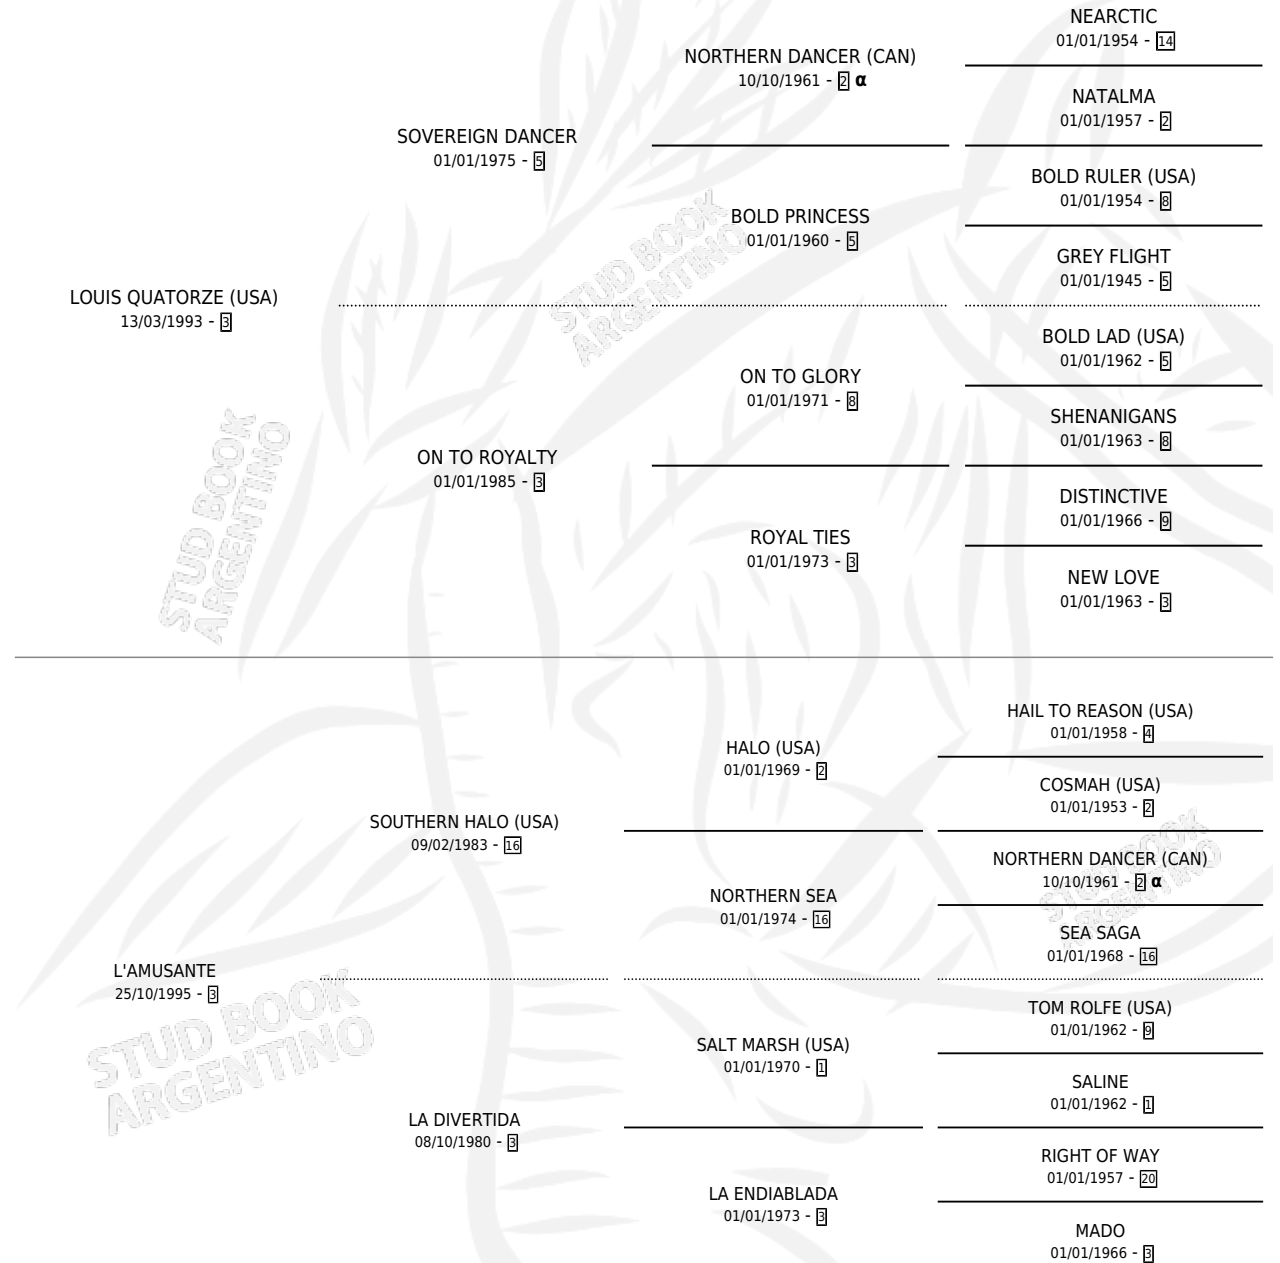 NEARCTIC
01/01/1954 - 14
NORTHERN DANCER (CAN)
10/10/1961 - 2 α
NATALMA
01/01/1957 - 2
SOVEREIGN DANCER
01/01/1975 - 5
BOLD RULER (USA)
01/01/1954 - 8
BOLD PRINCESS
01/01/1960 - 5
GREY FLIGHT
01/01/1945 - 5
STUD BOOK
ARGENTINO
LOUIS QUATORZE (USA)
13/03/1993 - 3
BOLD LAD (USA)
01/01/1962 - 5
ON TO GLORY
01/01/1971 - 8
SHENANIGANS
01/01/1963 - 8
ON TO ROYALTY
01/01/1985 - 3
DISTINCTIVE
01/01/1966 - 9
ROYAL TIES
01/01/1973 - 3
NEW LOVE
01/01/1963 - 3
STUD BOOK
ARGENTINO
HAIL TO REASON (USA)
01/01/1958 - 4
HALO (USA)
01/01/1969 - 2
COSMAH (USA)
01/01/1953 - 2
SOUTHERN HALO (USA)
09/02/1983 - 16
NORTHERN DANCER (CAN)
10/10/1961 - 2 α
NORTHERN SEA
01/01/1974 - 16
SEA SAGA
01/01/1968 - 16
STUD BOOK
ARGENTINO
L'AMUSANTE
25/10/1995 - 3
TOM ROLFE (USA)
01/01/1962 - 9
SALT MARSH (USA)
01/01/1970 - 1
SALINE
01/01/1962 - 1
LA DIVERTIDA
08/10/1980 - 3
RIGHT OF WAY
01/01/1957 - 20
LA ENDIABLADA
01/01/1973 - 3
MADO
01/01/1966 - 3
STUD BOOK
ARGENTINO